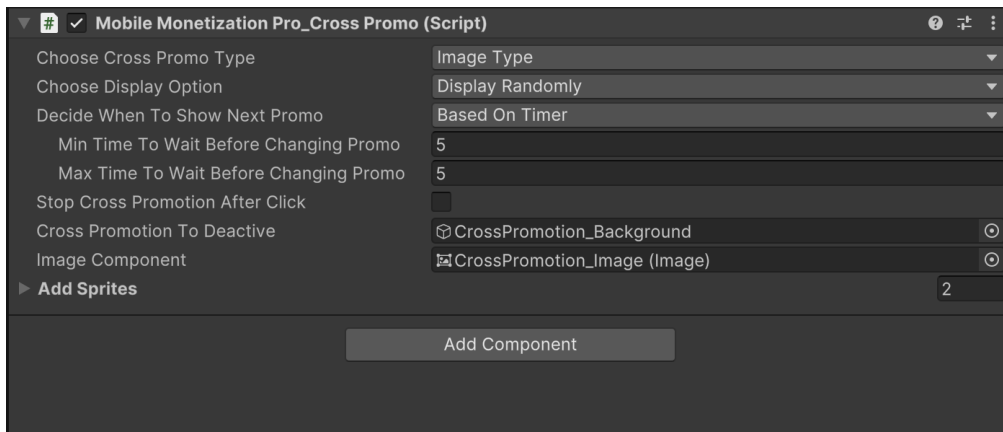 Mobile Monetization Pro_Cross Promo (Script)
Choose Cross Promo Type Image Type
Choose Display Option Display Randomly
Decide When To Show Next Promo Based On Timer
Min Time To Wait Before Changing Promo 5
Max Time To Wait Before Changing Promo 5
Stop Cross Promotion After Click
Cross Promotion To Deactive CrossPromotion_Background
Image Component CrossPromotion_Image (Image)
Add Sprites 2
Add Component